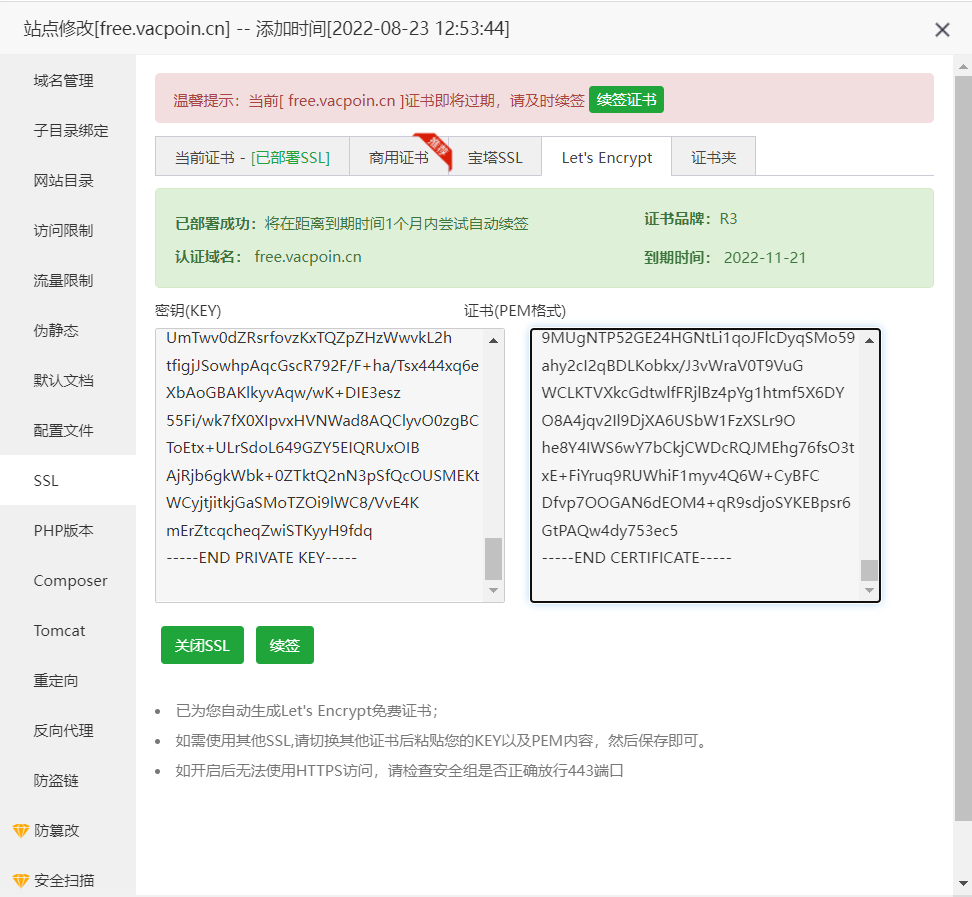 站点修改[free.vacpoin.cn] -- 添加时间[2022-08-23 12:53:44]
域名管理
子目录绑定
网站目录
访问限制
流量限制
伪静态
默认文档
配置文件
SSL
PHP版本
Composer
Tomcat
重定向
反向代理
防盗链
防篡改
安全扫描
温馨提示：当前[ free.vacpoin.cn ]证书即将过期，请及时续签 续签证书
当前证书 - [已部署SSL] 商用证书 推荐 宝塔SSL Let's Encrypt 证书夹
已部署成功：将在距离到期时间1个月内尝试自动续签 证书品牌：R3
认证域名： free.vacpoin.cn 到期时间： 2022-11-21
密钥(KEY) 证书(PEM格式)
UmTwv0dZRsrfovzKxTQZpZHzWwvkL2h
tfigjJSowhpAqcGscR792F/F+ha/Tsx444xq6e
XbAoGBAKlkyvAqw/wK+DIE3esz
55Fi/wk7fX0XIpvxHVNWad8AQClyvO0zgBC
ToEtx+ULrSdoL649GZY5EIQRUxOIB
AjRjb6gkWbk+0ZTktQ2nN3pSfQcOUSMEKt
WCyjtjitkjGaSMoTZOi9lWC8/VvE4K
mErZtcqcheqZwiSTKyyH9fdq
-----END PRIVATE KEY-----
9MUgNTP52GE24HGNtLi1qoJFlcDyqSMo59
ahy2cI2qBDLKobkx/J3vWraV0T9VuG
WCLKTVXkcGdtwlfFRjlBz4pYg1htmf5X6DY
O8A4jqv2Il9DjXA6USbW1FzXSLr9O
he8Y4IWS6wY7bCkjCWDcRQJMEhg76fsO3t
xE+FiYruq9RUWhiF1myv4Q6W+CyBFC
Dfvp7OOGAN6dEOM4+qR9sdjoSYKEBpsr6
GtPAQw4dy753ec5
-----END CERTIFICATE-----
关闭SSL 续签
已为您自动生成Let's Encrypt免费证书；
如需使用其他SSL,请切换其他证书后粘贴您的KEY以及PEM内容，然后保存即可。
如开启后无法使用HTTPS访问，请检查安全组是否正确放行443端口